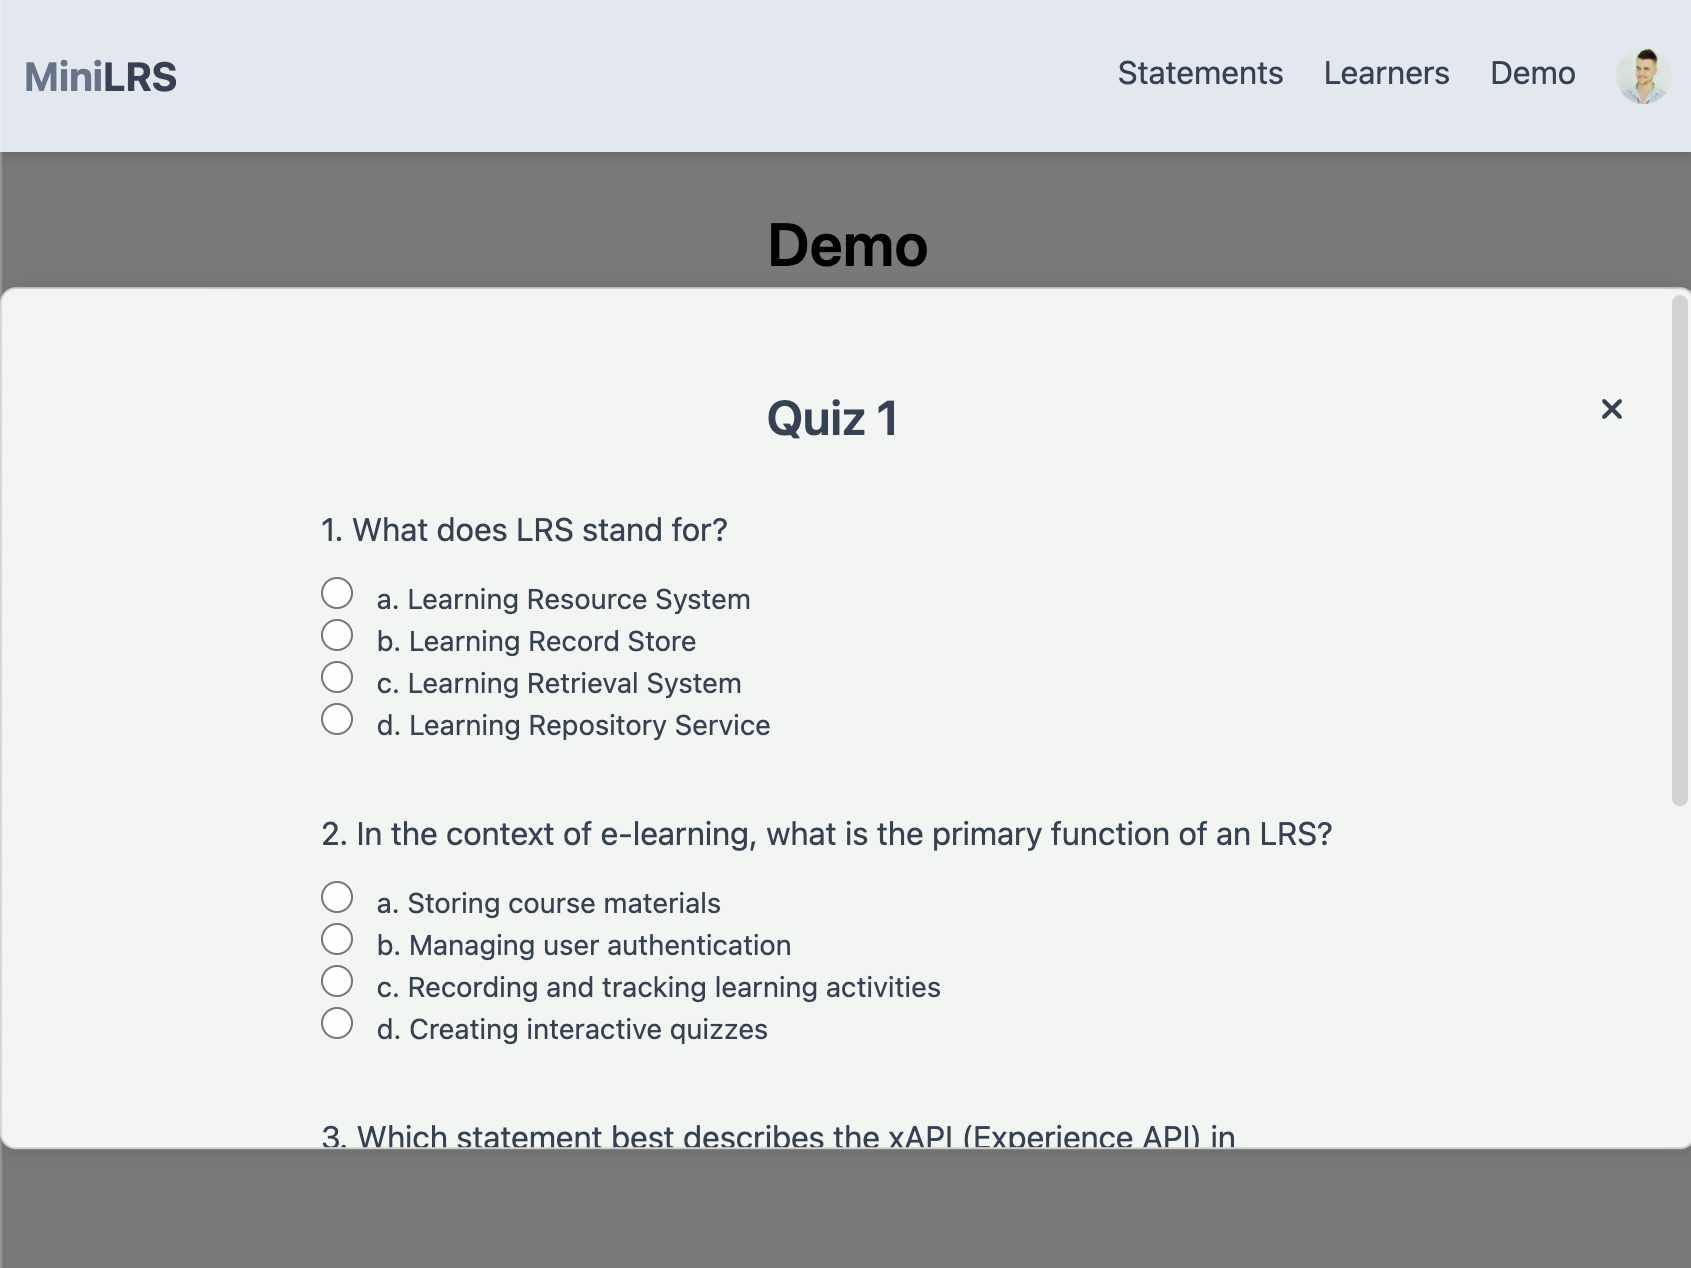 MiniLRS
Statements
Learners
Demo
Demo
Quiz 1
×
1. What does LRS stand for?
a. Learning Resource System
b. Learning Record Store
c. Learning Retrieval System
d. Learning Repository Service
2. In the context of e-learning, what is the primary function of an LRS?
a. Storing course materials
b. Managing user authentication
c. Recording and tracking learning activities
d. Creating interactive quizzes
3. Which statement best describes the xAPI (Experience API) in